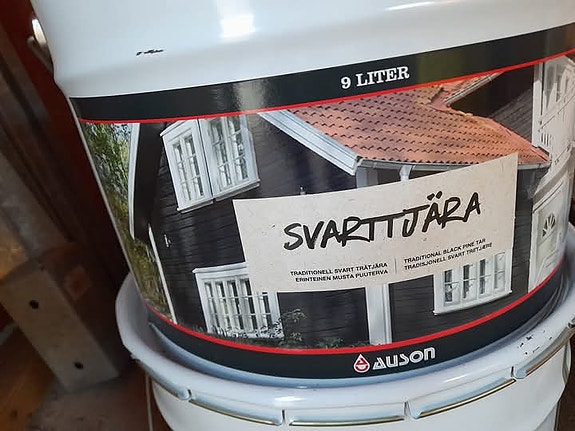 9 LITER
SVARTTJÄRA
TRADITIONELL SVART TRÄTJÄRA
ERINTEINEN MUSTA PUUTERVA
TRADITIONAL BLACK PINE TAR
TRADISJONELL SVART TRETJÆRE
AUSON